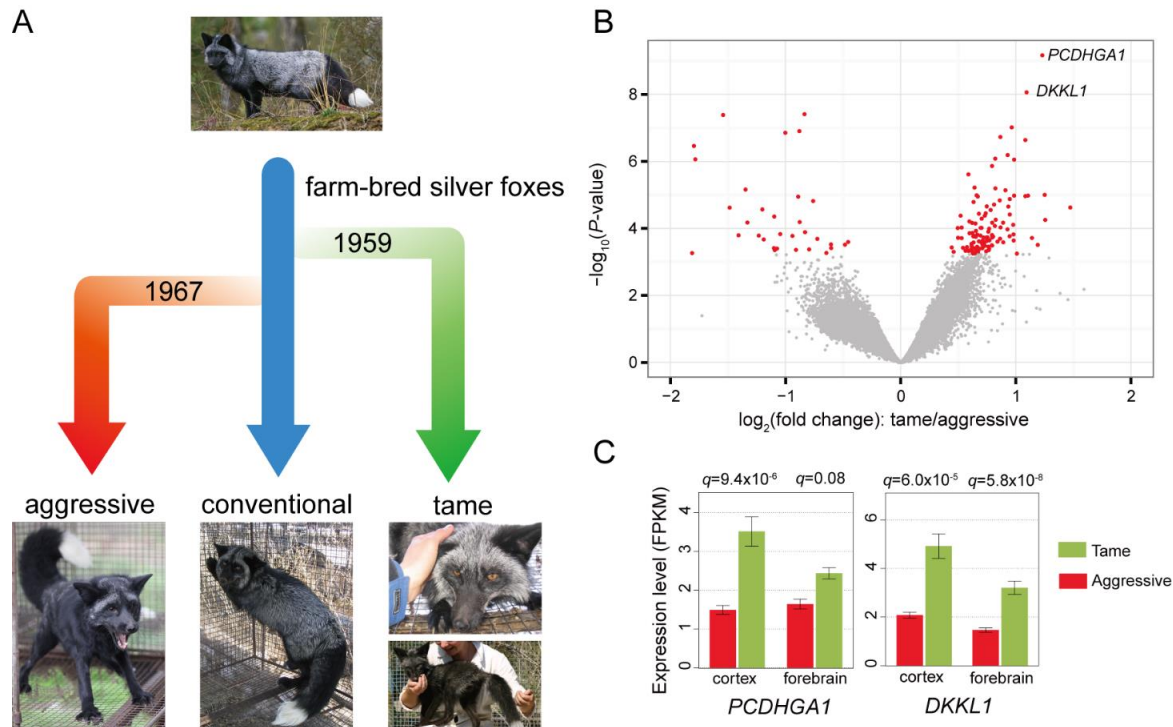 A
farm-bred silver foxes
1959
1967
aggressive
conventional
tame
B
PCDHGA1
DKKL1
8
6
4
2
0
−2
−1
0
1
2
-log₁₀(P-value)
log₂(fold change): tame/aggressive
C
q=9.4x10⁻⁶
q=0.08
q=6.0x10⁻⁵
q=5.8x10⁻⁸
Expression level (FPKM)
4
3
2
1
0
cortex
forebrain
PCDHGA1
6
4
2
0
cortex
forebrain
DKKL1
Tame
Aggressive